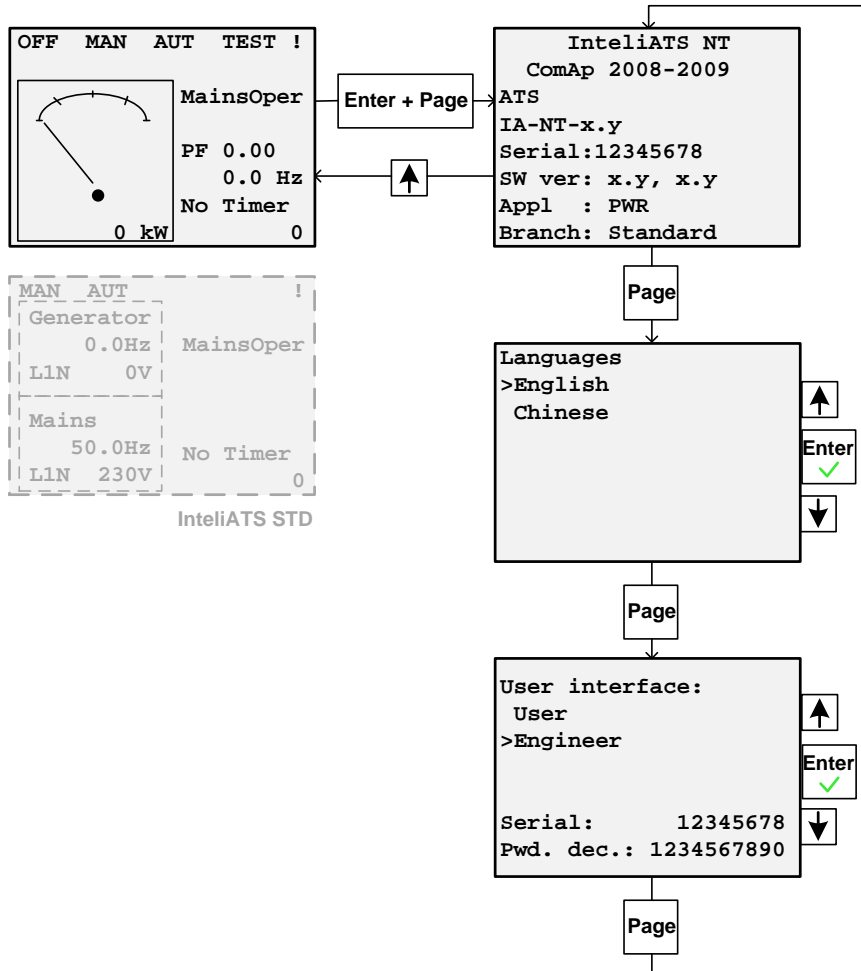 OFF MAN AUT TEST !
MainsOper
PF 0.00
0.0 Hz
No Timer
0 kW 0
Enter + Page
InteliATS NT
ComAp 2008-2009
ATS
IA-NT-x.y
Serial:12345678
SW ver: x.y, x.y
Appl : PWR
Branch: Standard
MAN AUT !
Generator
0.0Hz MainsOper
L1N 0V
Mains
50.0Hz No Timer
L1N 230V 0
InteliATS STD
Page
Languages
>English
Chinese
Enter
Page
User interface:
User
>Engineer
Enter
Serial: 12345678
Pwd. dec.: 1234567890
Page